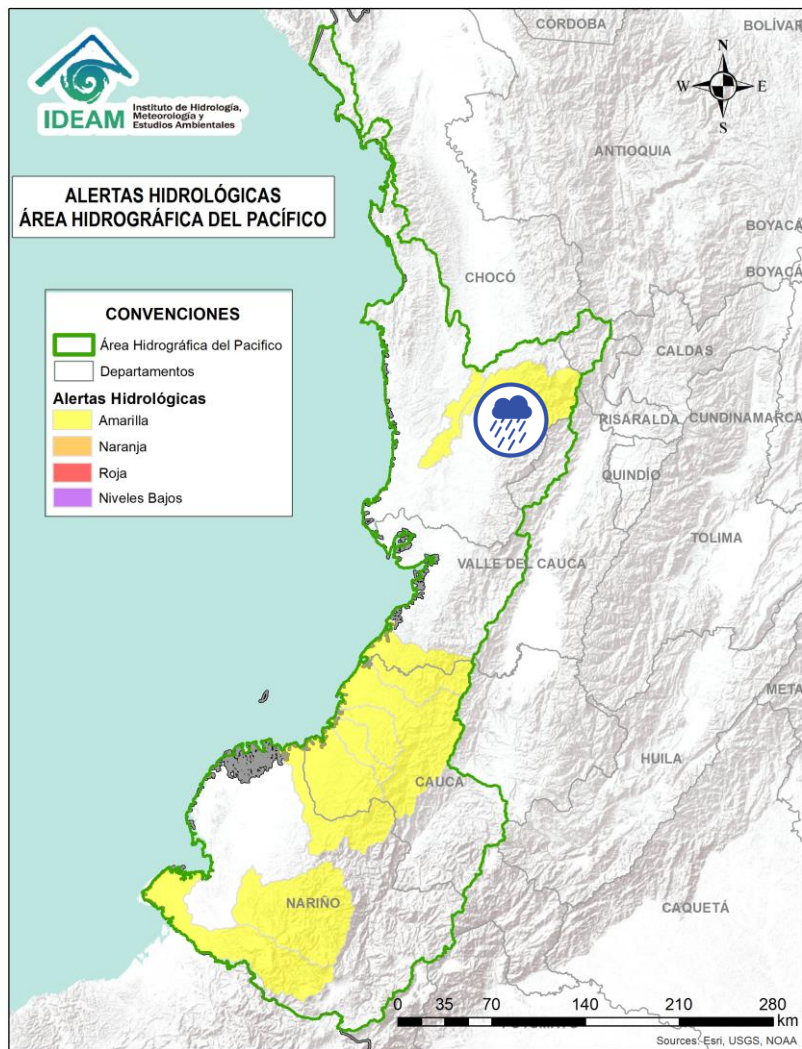 IDEAM
Instituto de Hidrología,
Meteorología y
Estudios Ambientales
ALERTAS HIDROLÓGICAS
ÁREA HIDROGRÁFICA DEL PACÍFICO
CONVENCIONES
Área Hidrográfica del Pacifico
Departamentos
Alertas Hidrológicas
Amarilla
Naranja
Roja
Niveles Bajos
N
W E
S
CÓRDOBA
BOLÍVAR
ANTIOQUIA
BOYACÁ
BOYACÁ
CHOCÓ
CALDAS
RISARALDA
CUNDINAMARCA
QUINDÍO
TOLIMA
VALLE DEL CAUCA
META
HUILA
CAUCA
CAQUETÁ
NARIÑO
0 35 70 140 210 280
km
Sources: Esri, USGS, NOAA